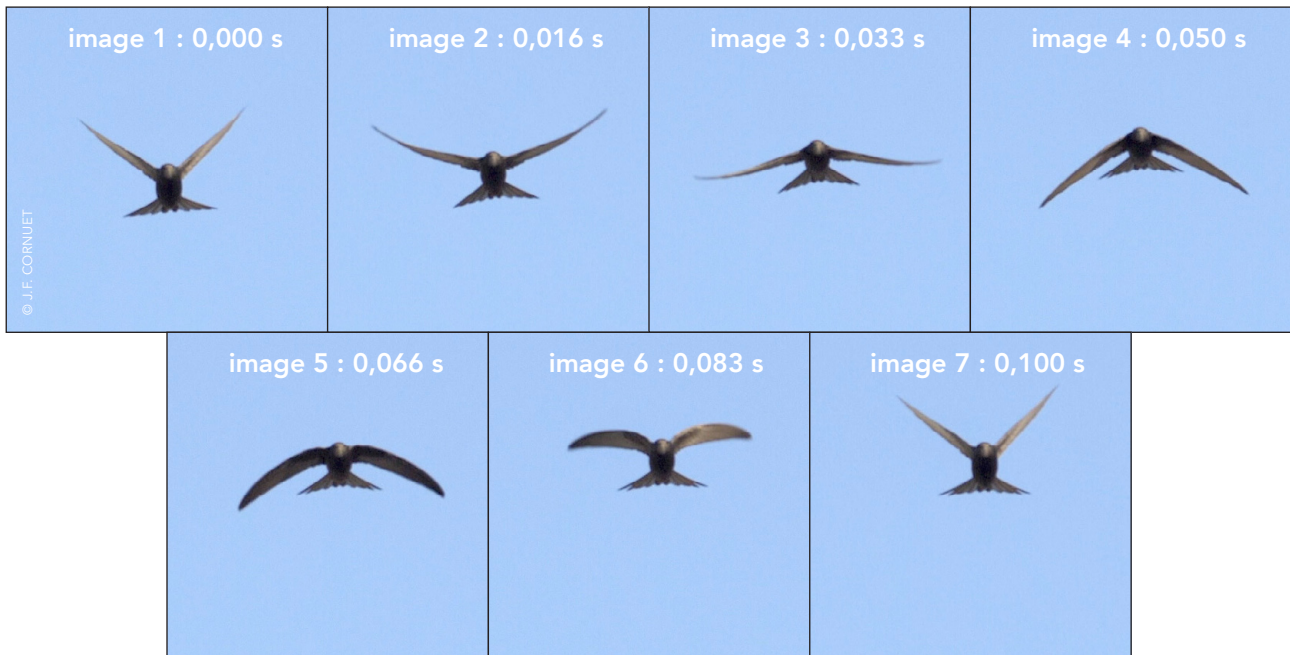 image 1 : 0,000 s
image 2 : 0,016 s
image 3 : 0,033 s
image 4 : 0,050 s
© J.F. CORNUET
image 5 : 0,066 s
image 6 : 0,083 s
image 7 : 0,100 s